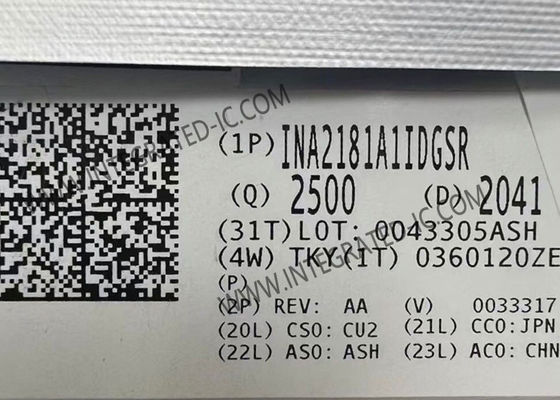 (1P) INA2181A1IDGSR
(Q) 2500 (D) 2041
(31T)LOT: 0043305ASH
(4W) TKY(1T) 0360120ZE
(P)
(2P) REV: AA (V) 0033317
(20L) CSO: CU2 (21L) CCO:JPN
(22L) ASO: ASH (23L) ACO: CHN
WWW.INTEGRATED-IC.COM
WWW.INTEGRATED-IC.COM